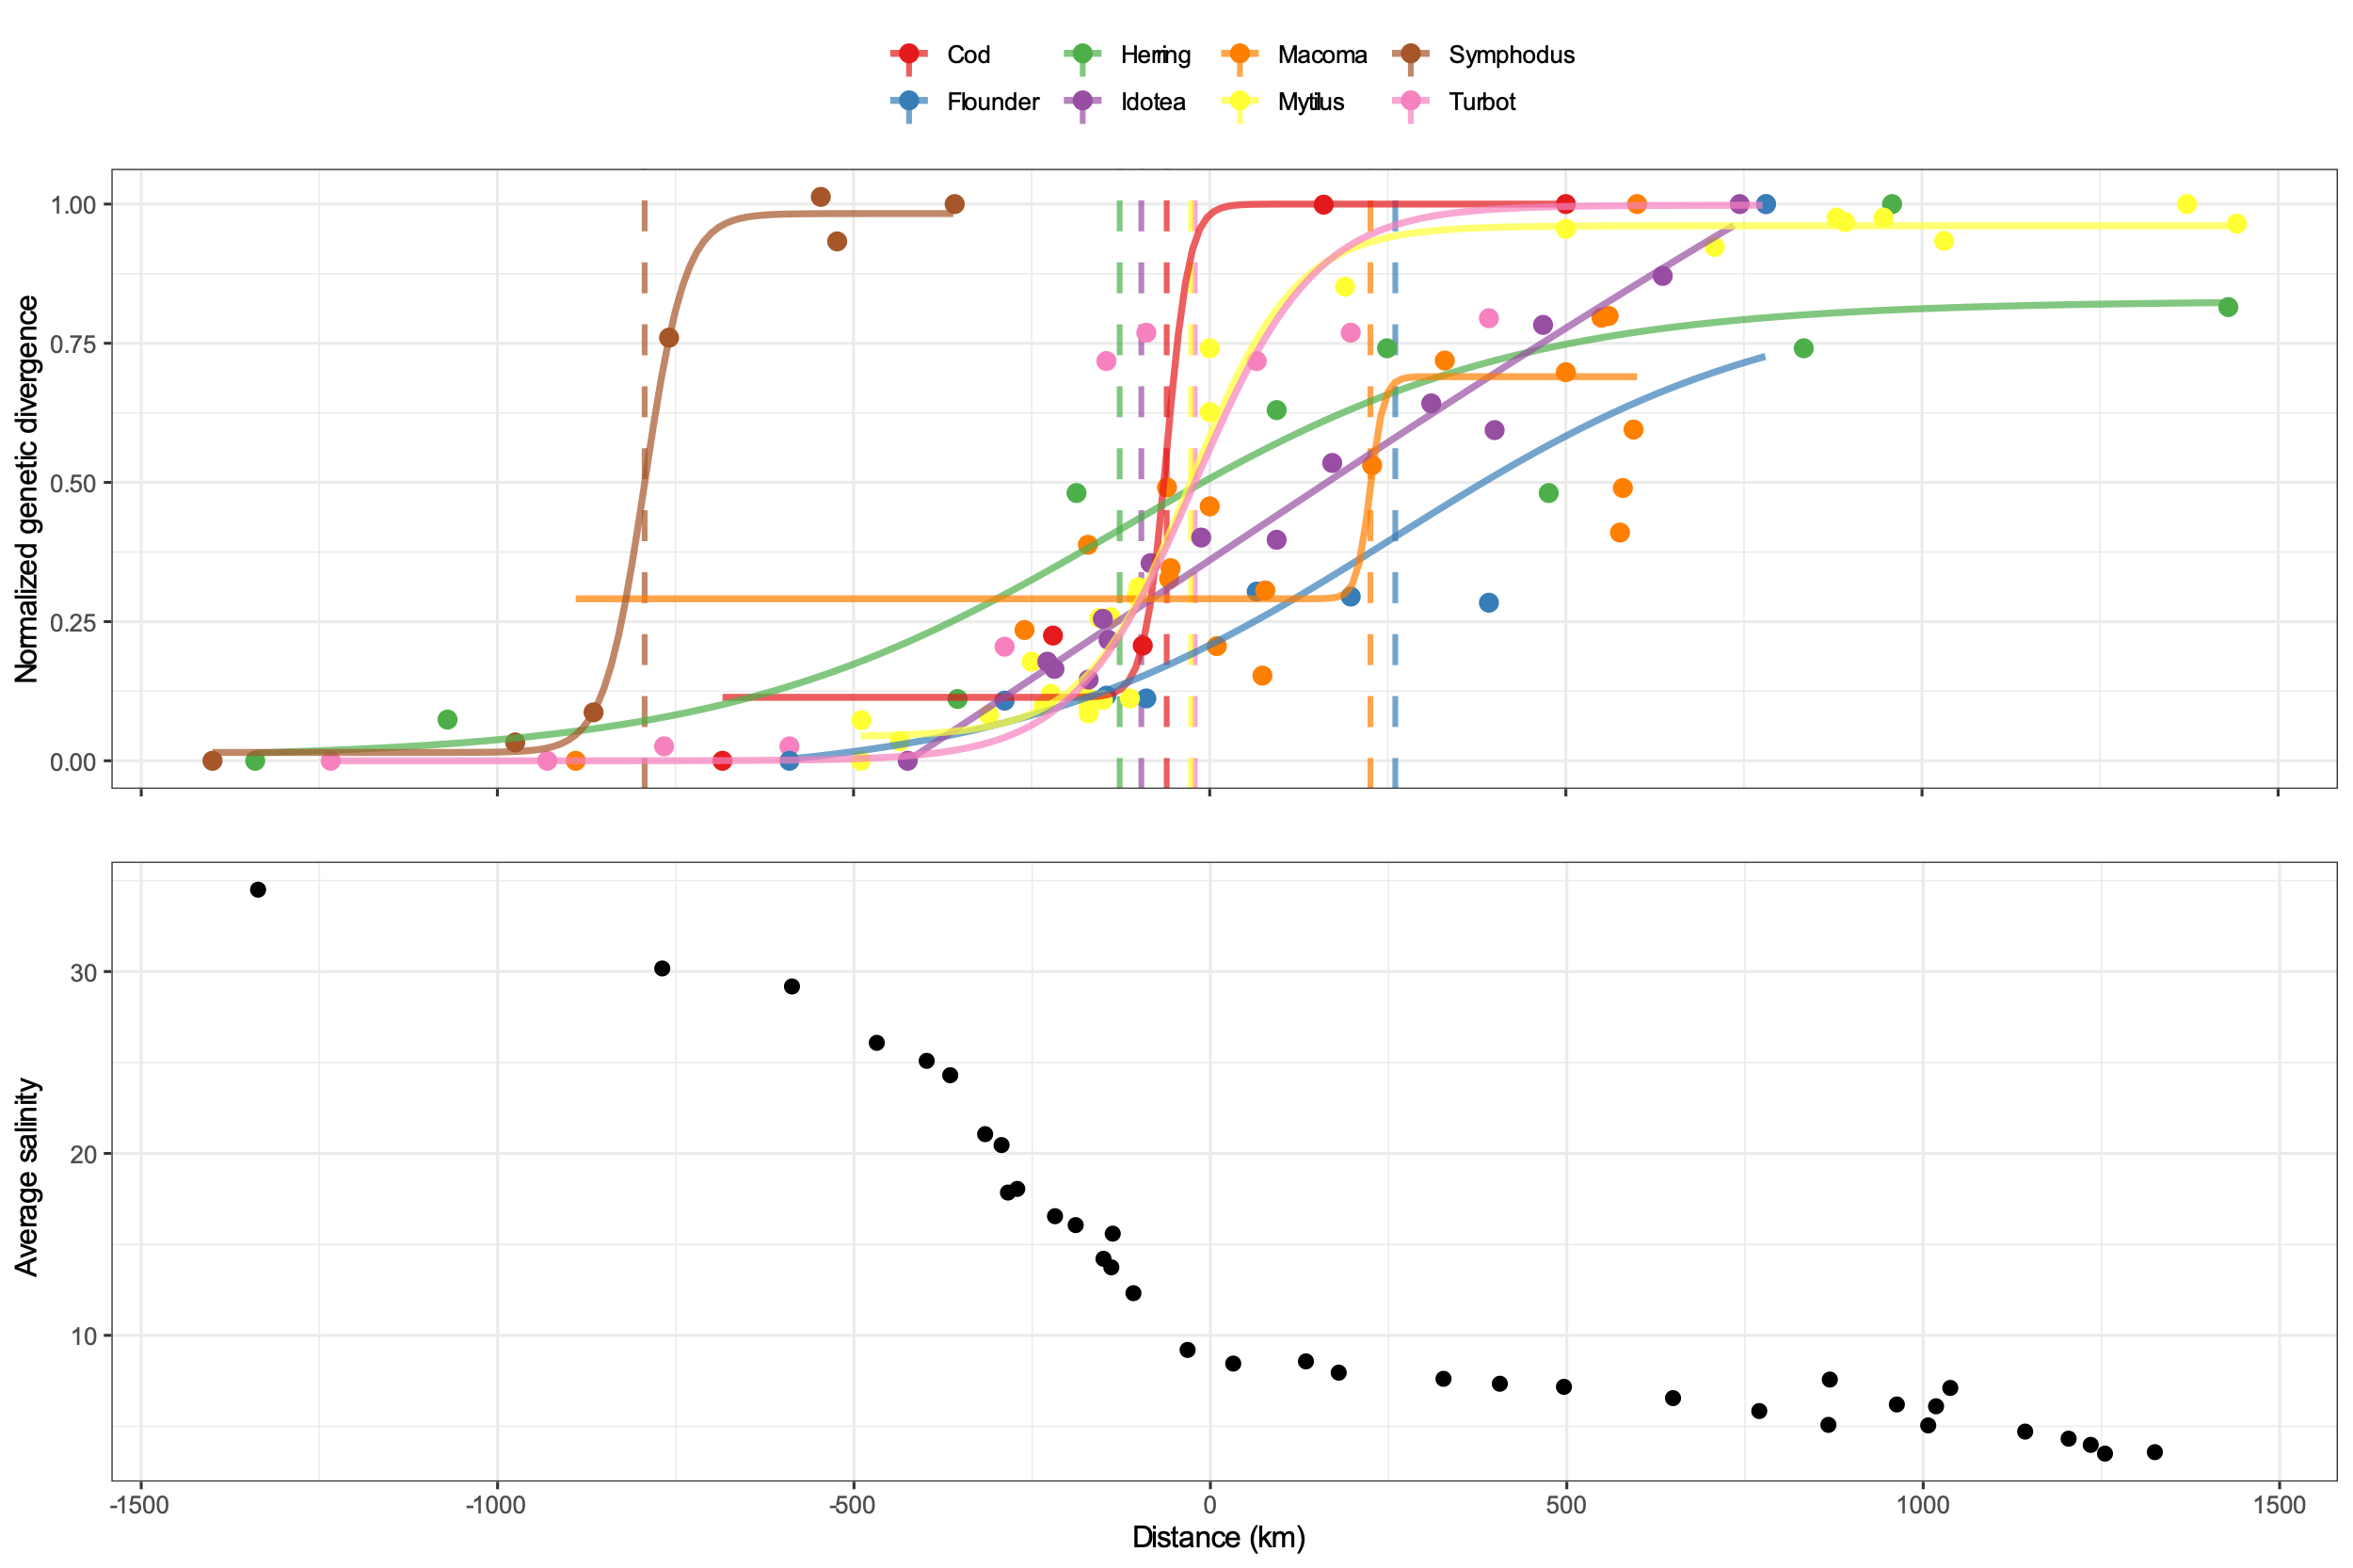 Cod Herring Macoma Symphodus
Flounder Idotea Mytilus Turbot
Normalized genetic divergence
1.00
0.75
0.50
0.25
0.00
Average salinity
30
20
10
-1500 -1000 -500 0 500 1000 1500
Distance (km)